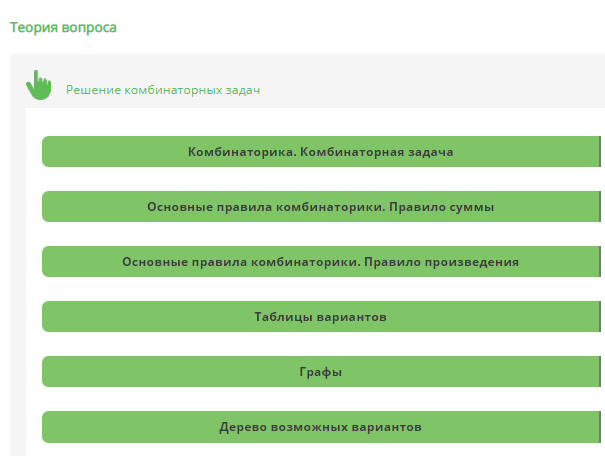 Теория вопроса
Решение комбинаторных задач
Комбинаторика. Комбинаторная задача
Основные правила комбинаторики. Правило суммы
Основные правила комбинаторики. Правило произведения
Таблицы вариантов
Графы
Дерево возможных вариантов